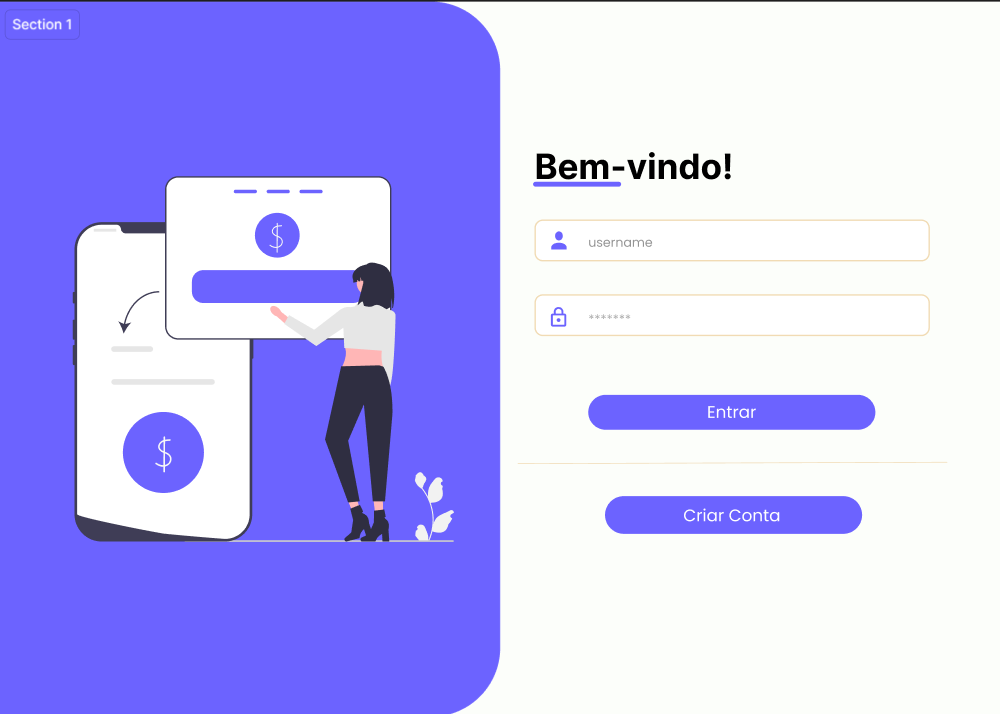 Section 1
Bem-vindo!
username
*******
Entrar
Criar Conta
$
$